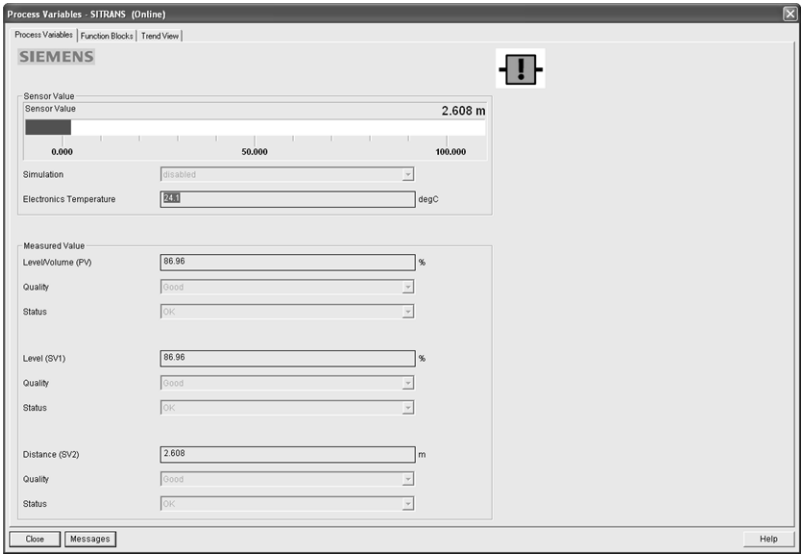 Process Variables - SITRANS (Online)
Process Variables Function Blocks Trend View
SIEMENS
!
Sensor Value
Sensor Value 2.608 m
0.000 50.000 100.000
Simulation disabled
Electronics Temperature 24.1 degC
Measured Value
Level/Volume (PV) 86.96 %
Quality Good
Status OK
Level (SV1) 86.96 %
Quality Good
Status OK
Distance (SV2) 2.608 m
Quality Good
Status OK
Close Messages Help